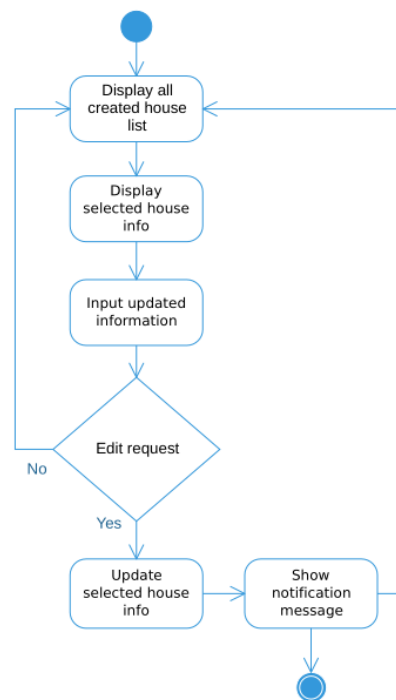 Display all
created house
list
Display
selected house
info
Input updated
information
Edit request
No
Yes
Update
selected house
info
Show
notification
message